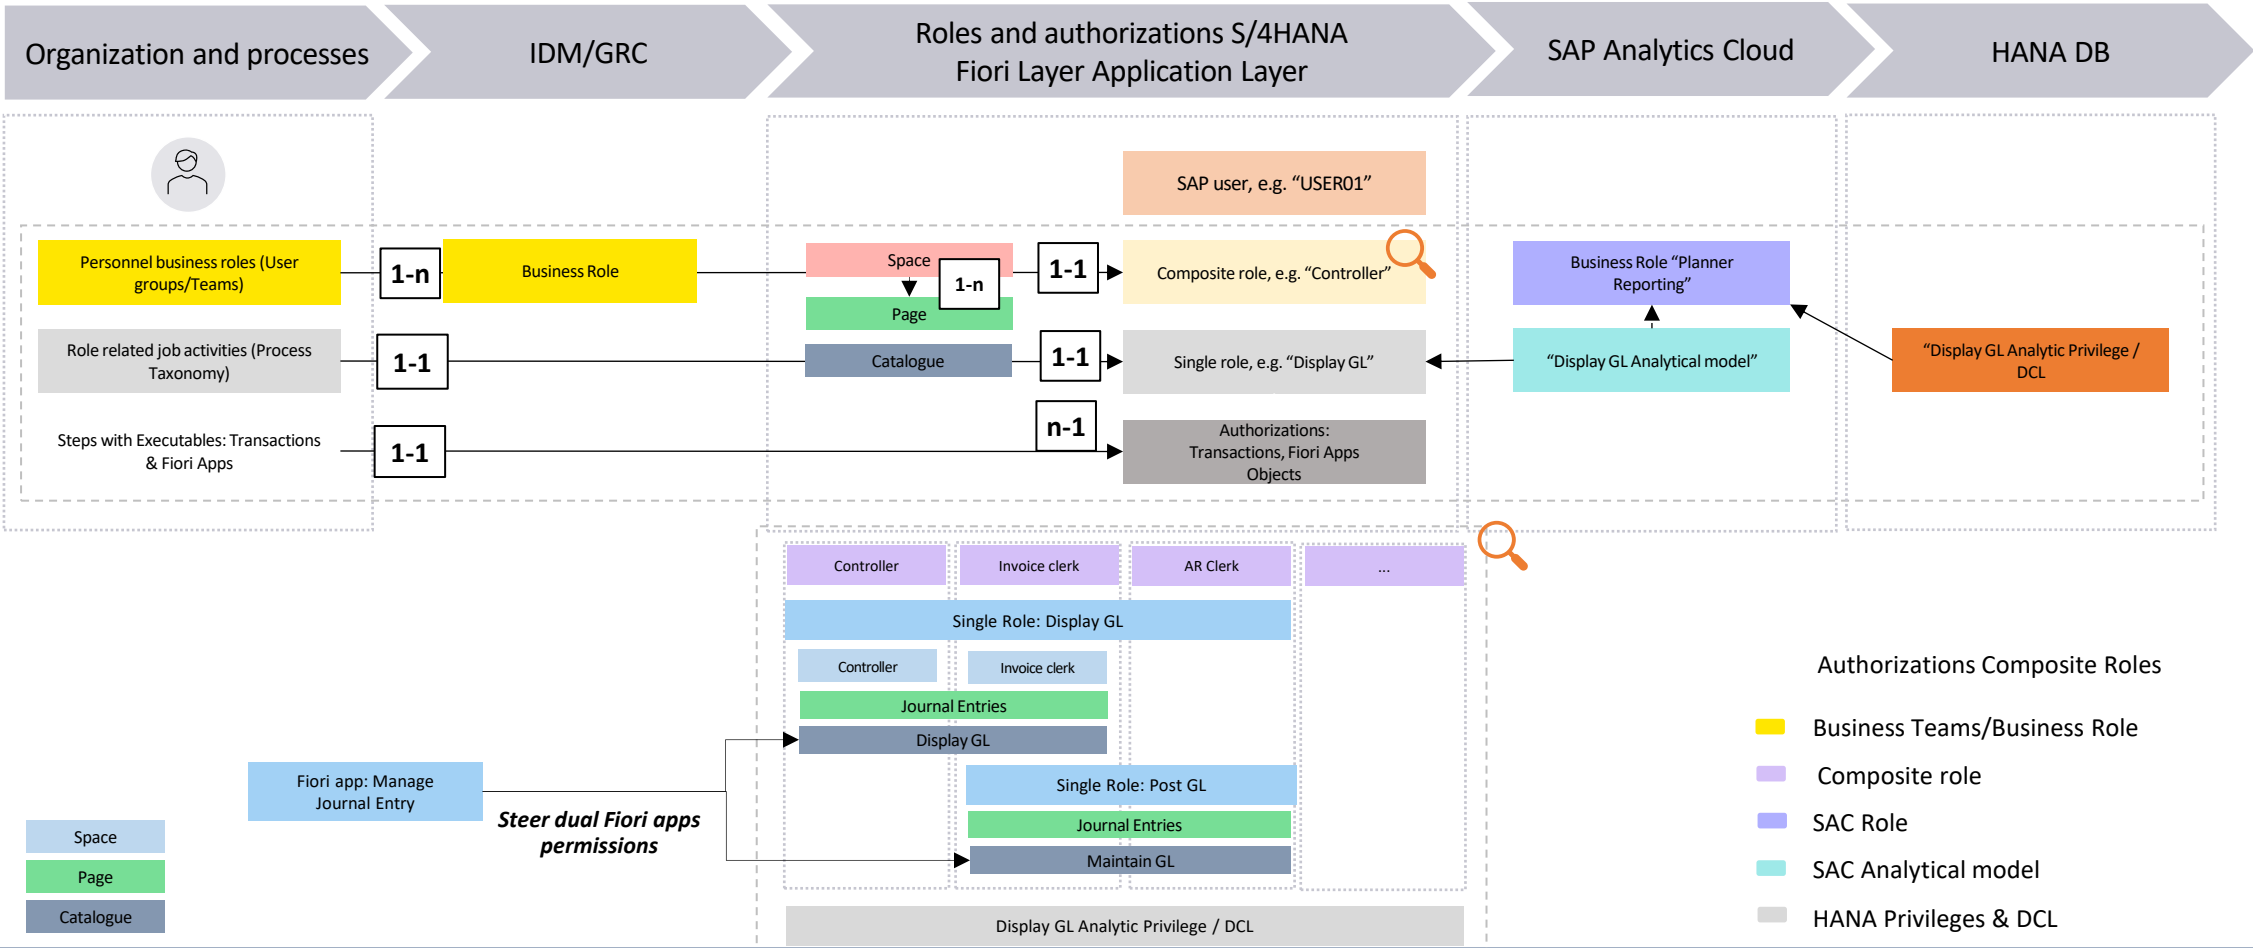 Organization and processes
IDM/GRC
Roles and authorizations S/4HANA
Fiori Layer Application Layer
SAP Analytics Cloud
HANA DB
SAP user, e.g. “USER01”
Personnel business roles (User
groups/Teams)
1-n
Business Role
Space
1-n
Page
1-1
Composite role, e.g. “Controller”
Business Role “Planner
Reporting”
Role related job activities (Process
Taxonomy)
1-1
Catalogue
1-1
Single role, e.g. “Display GL”
“Display GL Analytical model”
“Display GL Analytic Privilege /
DCL
Steps with Executables: Transactions
& Fiori Apps
1-1
n-1
Authorizations:
Transactions, Fiori Apps
Objects
Controller
Invoice clerk
AR Clerk
...
Single Role: Display GL
Controller
Invoice clerk
Journal Entries
Display GL
Single Role: Post GL
Journal Entries
Maintain GL
Display GL Analytic Privilege / DCL
Fiori app: Manage
Journal Entry
Steer dual Fiori apps
permissions
Space
Page
Catalogue
Authorizations Composite Roles
Business Teams/Business Role
Composite role
SAC Role
SAC Analytical model
HANA Privileges & DCL